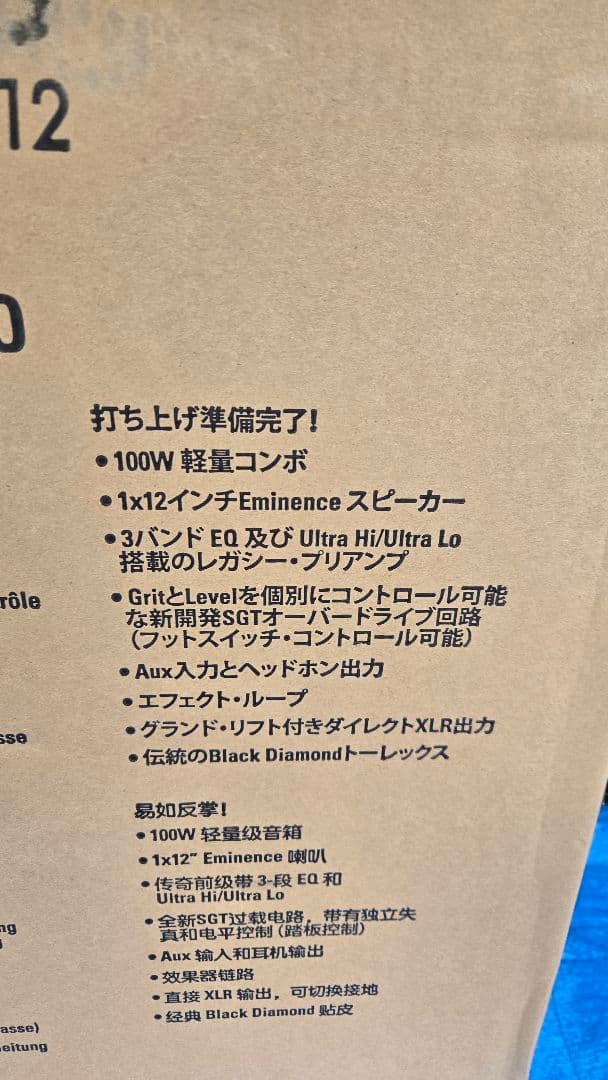 12
打ち上げ準備完了!
• 100W 軽量コンボ
• 1x12インチEminence スピーカー
• 3バンド EQ 及び Ultra Hi/Ultra Lo
搭載のレガシー・プリアンプ
• GritとLevelを個別にコントロール可能
な新開発SGTオーバードライブ回路
(フットスイッチ・コントロール可能)
• Aux入力とヘッドホン出力
• エフェクト・ループ
• グランド・リフト付きダイレクトXLR出力
• 伝統のBlack Diamondトーレックス
易如反掌!
• 100W 轻量级音箱
• 1x12" Eminence 喇叭
• 传奇前级带 3-段 EQ 和
Ultra Hi/Ultra Lo
• 全新SGT过载电路，带有独立失
真和电平控制 (踏板控制)
• Aux 输入和耳机输出
• 效果器链路
• 直接 XLR 输出，可切换接地
• 经典 Black Diamond 贴皮
rôle
sse
ng
asse)
eitung